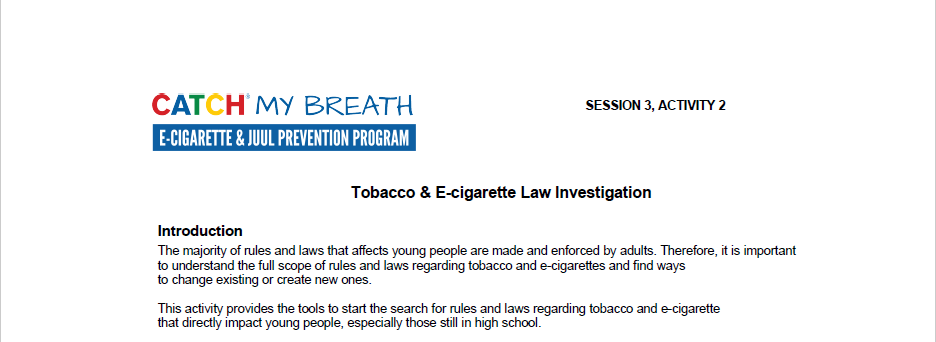 CATCH® MY BREATH
E-CIGARETTE & JUUL PREVENTION PROGRAM
SESSION 3, ACTIVITY 2
Tobacco & E-cigarette Law Investigation
Introduction
The majority of rules and laws that affects young people are made and enforced by adults. Therefore, it is important
to understand the full scope of rules and laws regarding tobacco and e-cigarettes and find ways
to change existing or create new ones.
This activity provides the tools to start the search for rules and laws regarding tobacco and e-cigarette
that directly impact young people, especially those still in high school.